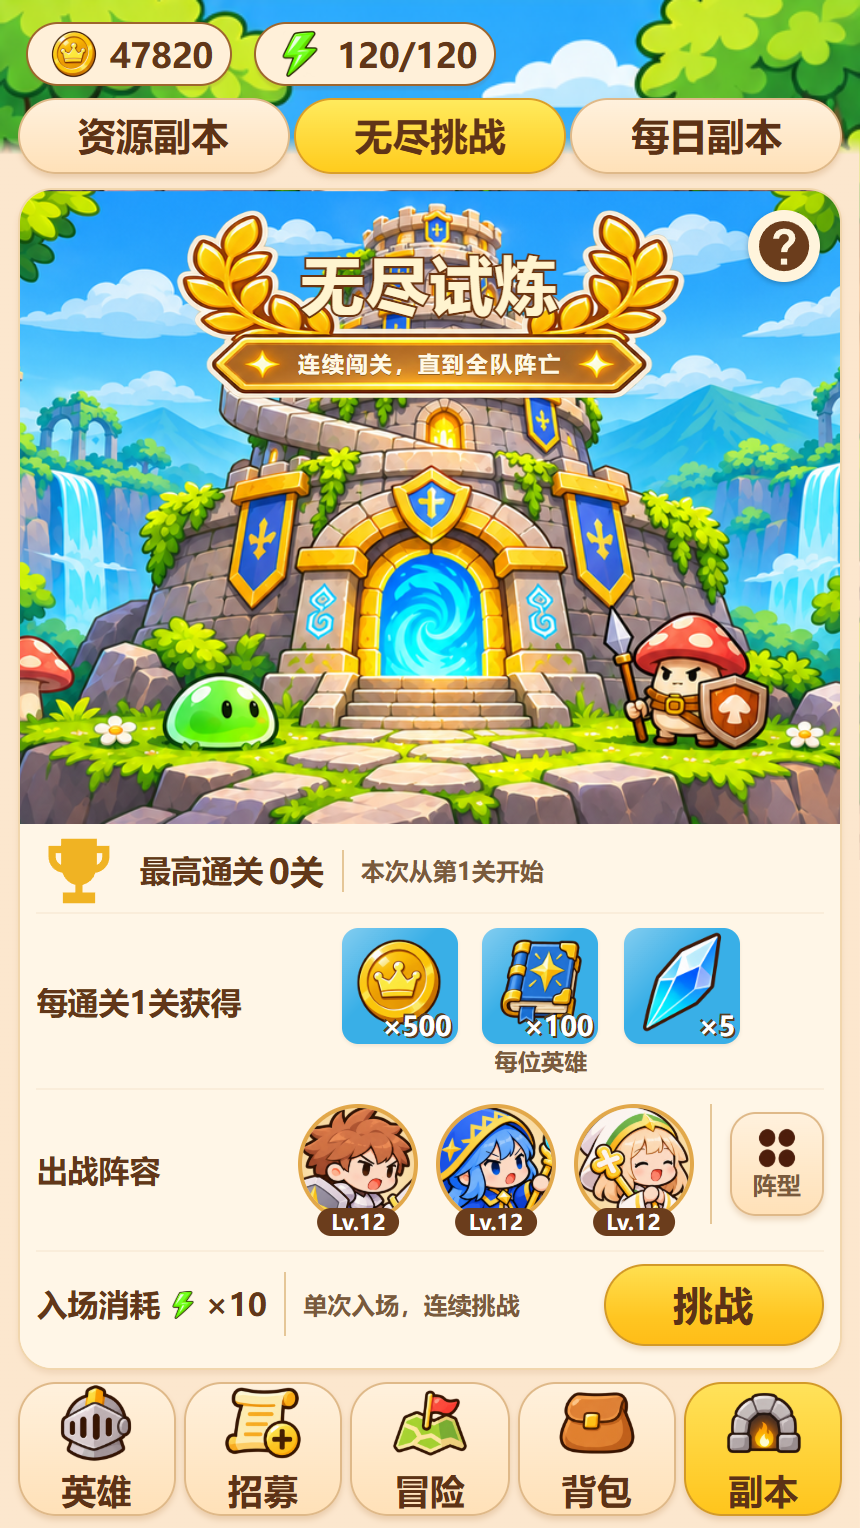 47820
120/120
资源副本
无尽挑战
每日副本
?
无尽试炼
连续闯关，直到全队阵亡
最高通关0关
本次从第1关开始
每通关1关获得
×500
×100
×5
每位英雄
出战阵容
Lv.12
Lv.12
Lv.12
阵型
入场消耗 ×10
单次入场，连续挑战
挑战
英雄
招募
冒险
背包
副本